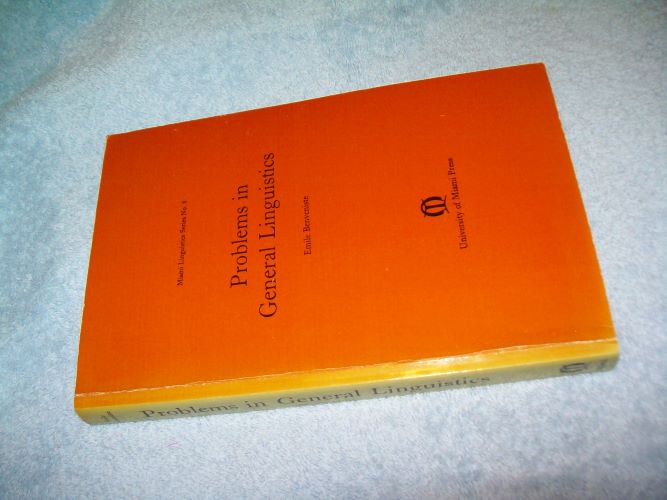 Miami Linguistics Series No. 8
Problems in
General Linguistics
Emile Benveniste
University of Miami Press
Problems in General Linguistics